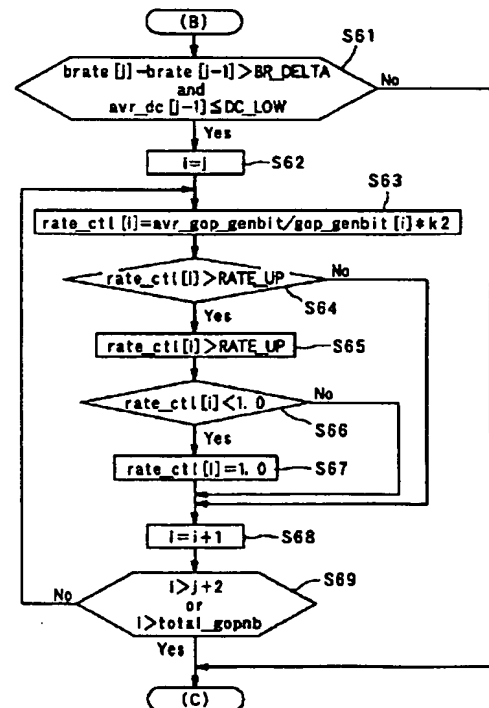 (B)
S61
brate [j]-brate [j-1]>BR_DELTA
and
avr_dc [j-1]≦DC_LOW
No
Yes
i=j
S62
S63
rate_ctl [i]=avr_gop_genbit/gop_genbit [i]*k2
rate_ctl[i]>RATE_UP
No
S64
Yes
rate_ctl[i]>RATE_UP
S65
rate_ctl[i]<1. 0
No
S66
Yes
rate_ctl[i]=1. 0
S67
i=i+1
S68
No
i>j+2
or
i>total_gopnb
S69
Yes
(C)